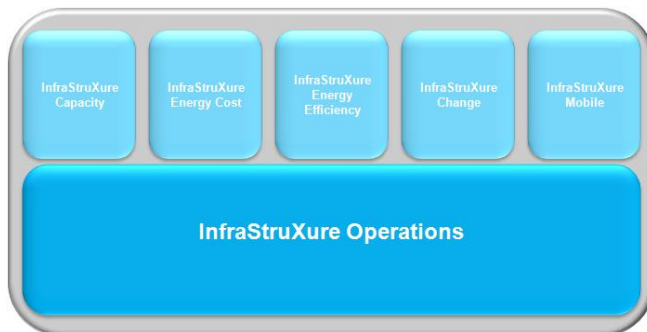 InfraStruXure
Capacity
InfraStruXure
Energy Cost
InfraStruXure
Energy
Efficiency
InfraStruXure
Change
InfraStruXure
Mobile
InfraStruXure Operations